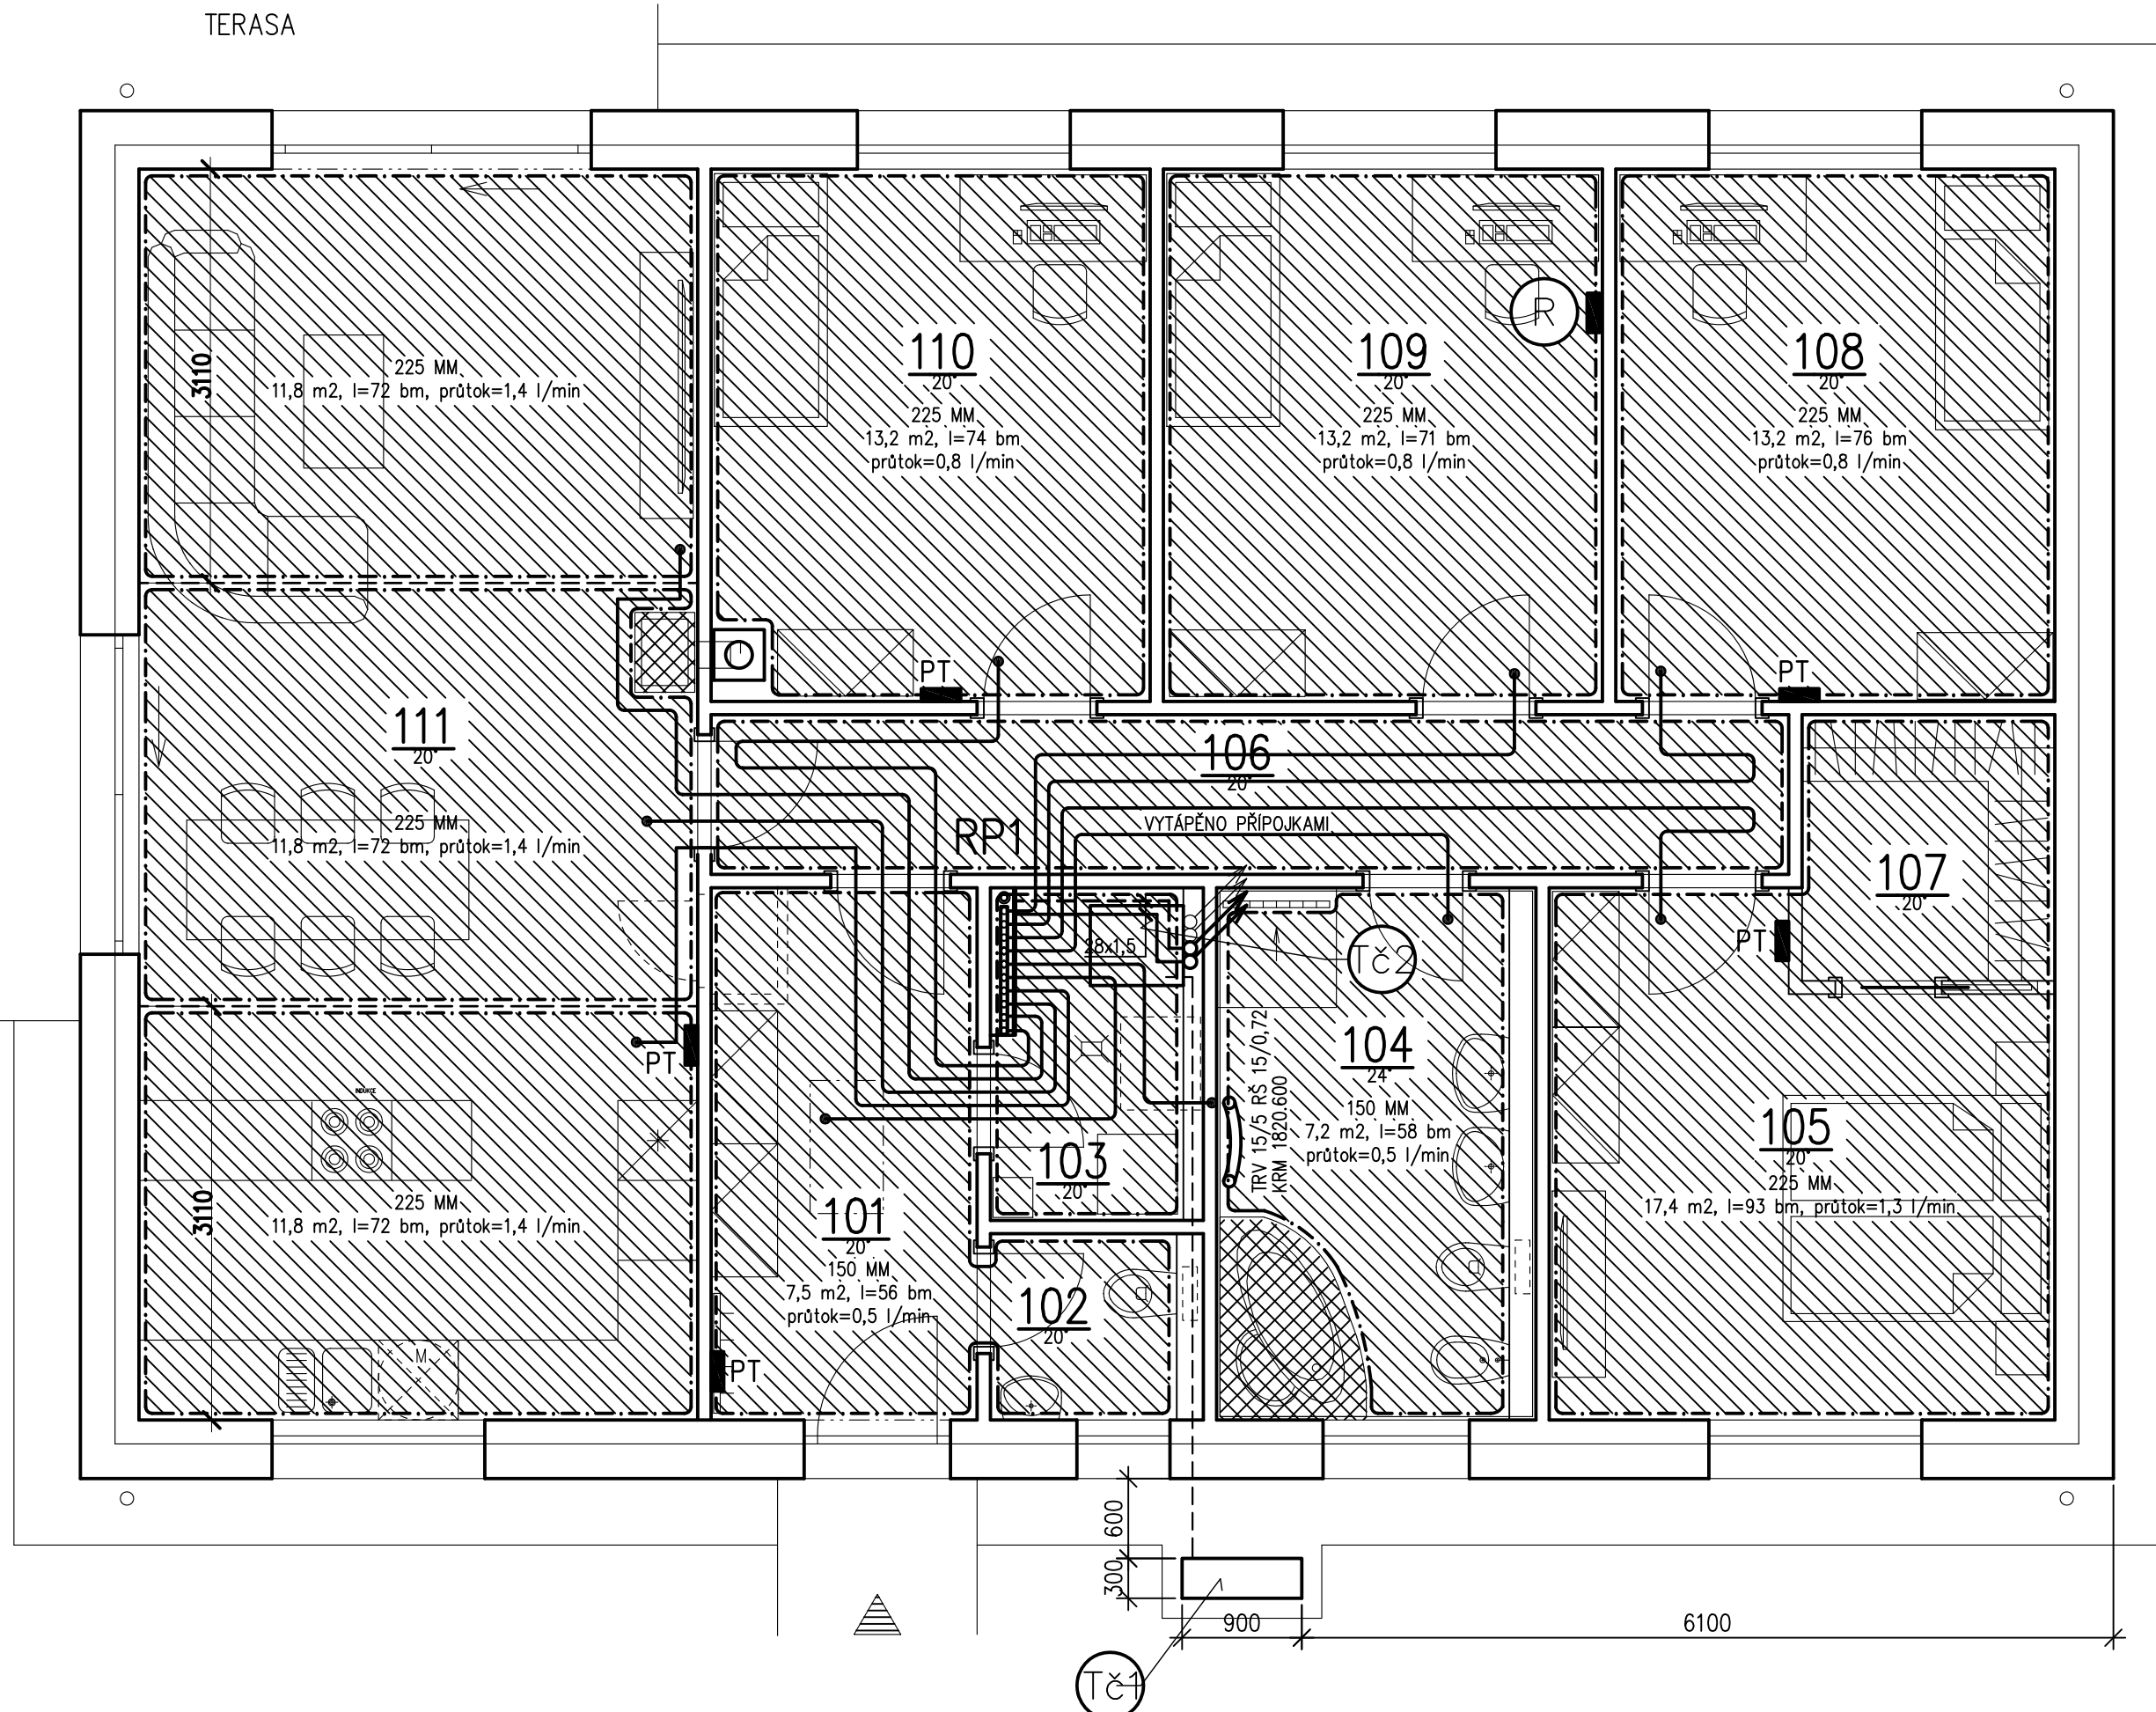 TERASA
3110
225 MM
11,8 m2, l=72 bm, průtok=1,4 l/min
110
20°
225 MM
13,2 m2, l=74 bm
průtok=0,8 l/min
109
20°
225 MM
13,2 m2, l=71 bm
průtok=0,8 l/min
R
108
20°
225 MM
13,2 m2, l=76 bm
průtok=0,8 l/min
PT
PT
111
20°
225 MM
11,8 m2, l=72 bm, průtok=1,4 l/min
106
20°
RP1
VYTÁPĚNO PŘÍPOJKAMI
107
20°
PT
28x1,5
Tč2
PT
INDUKCE
3110
225 MM
11,8 m2, l=72 bm, průtok=1,4 l/min
M
101
20°
150 MM
7,5 m2, l=56 bm
průtok=0,5 l/min
PT
103
20°
102
20°
TRV 15/5 RŠ 15/0,72
KRM 1820.600
104
24°
150 MM
7,2 m2, l=58 bm
průtok=0,5 l/min
105
20°
225 MM
17,4 m2, l=93 bm, průtok=1,3 l/min
600
300
900
6100
Tč1